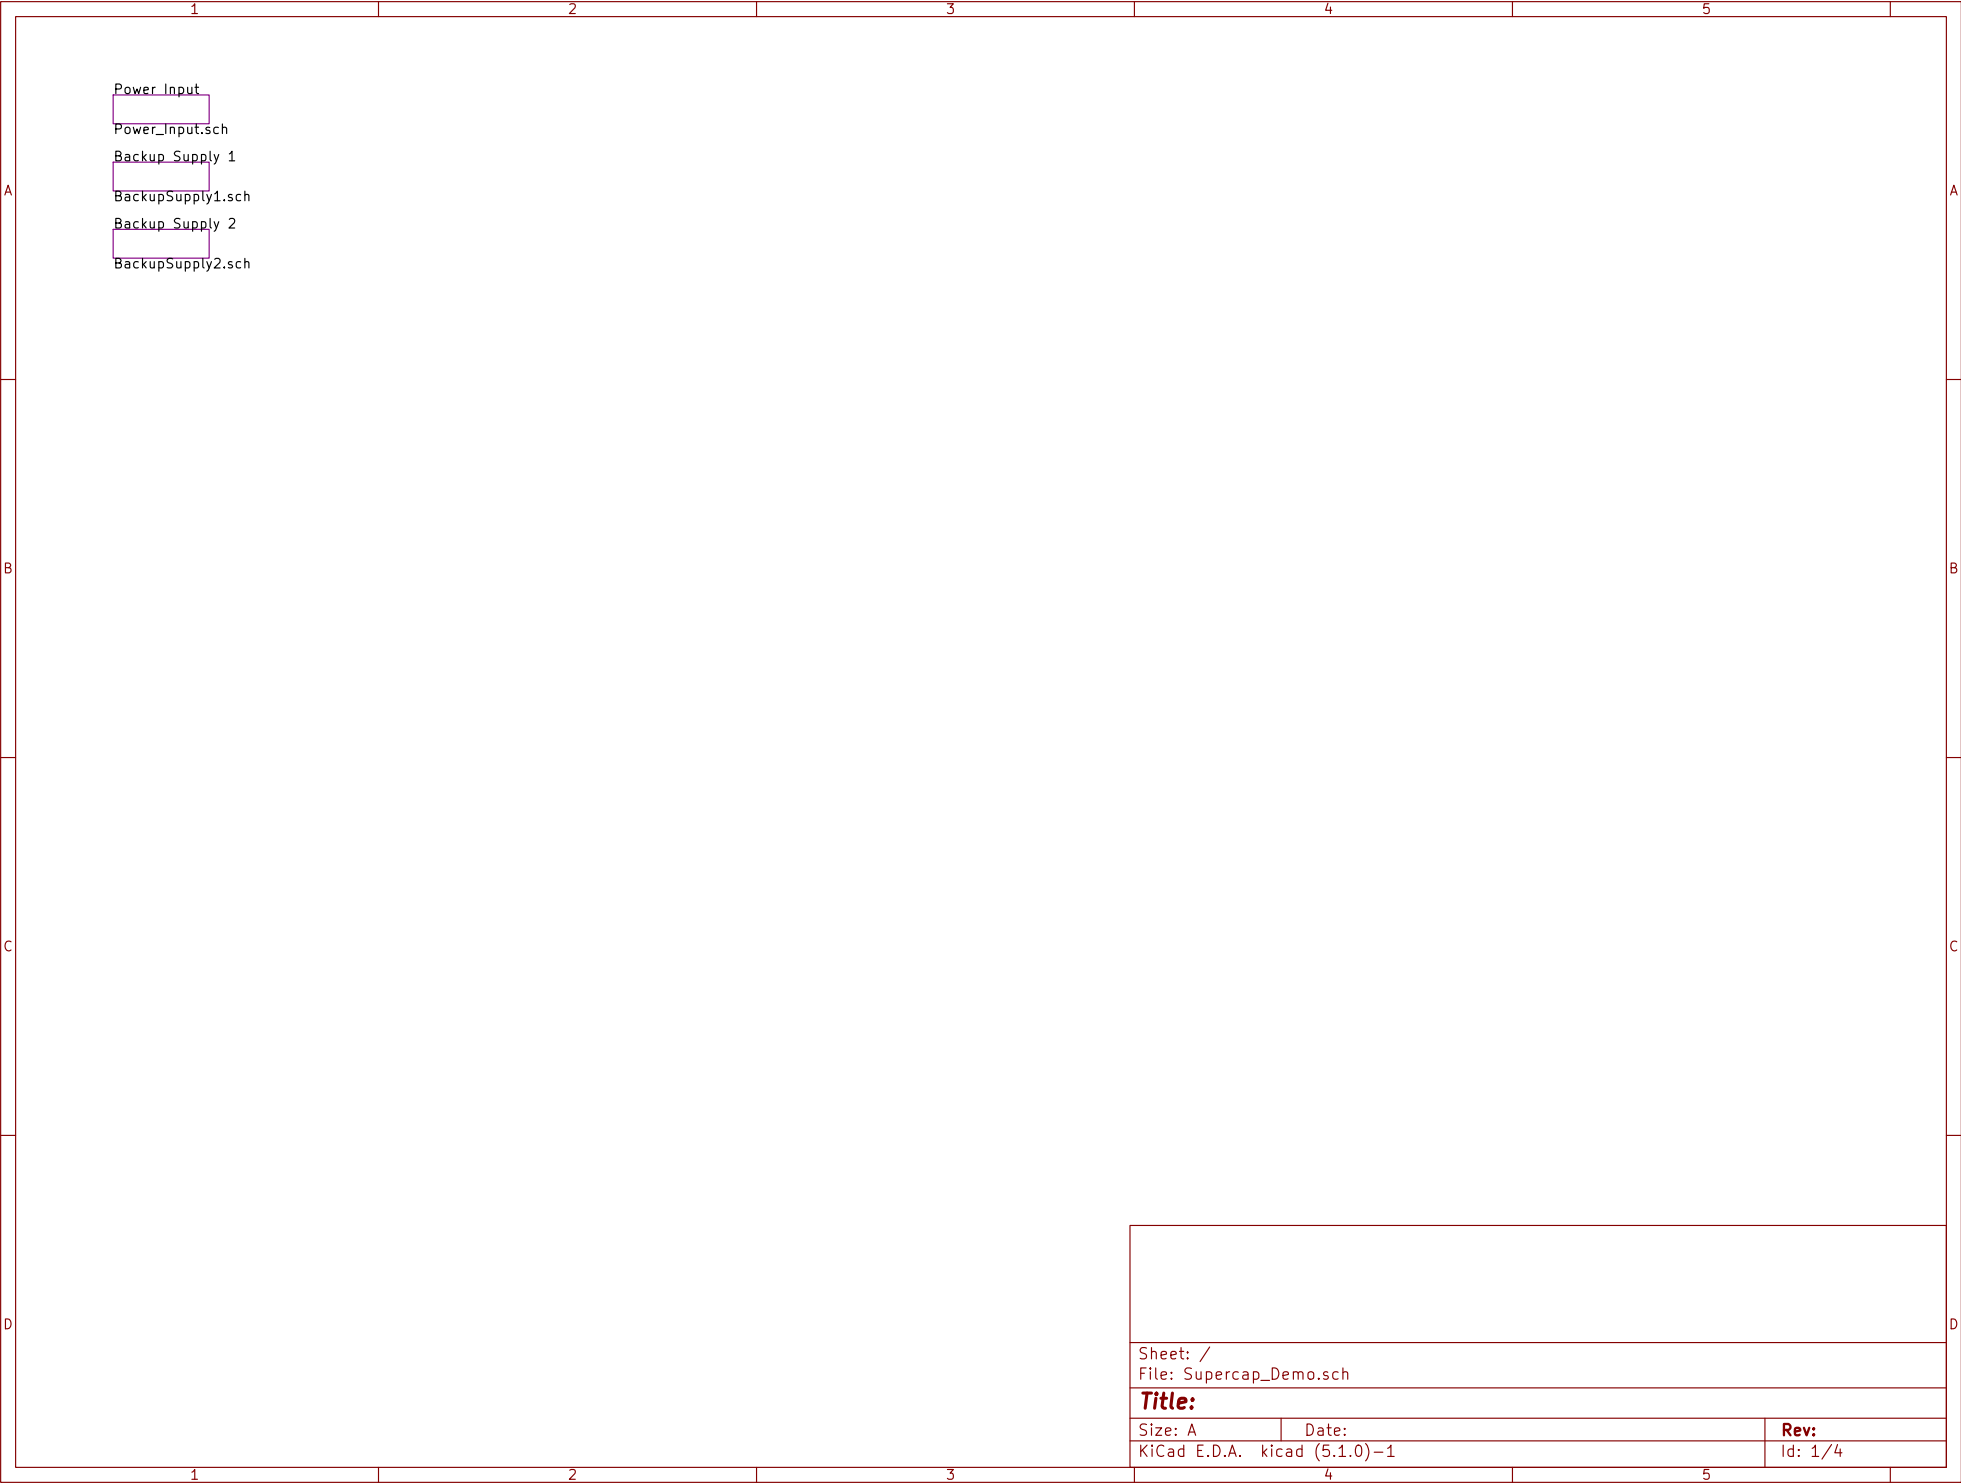 1 2 3 4 5
Power Input
Power_Input.sch
Backup Supply 1
A A
BackupSupply1.sch
Backup Supply 2
BackupSupply2.sch
B B
C C
D D
Sheet: /
File: Supercap_Demo.sch
Title:
Size: A Date: Rev:
KiCad E.D.A. kicad (5.1.0)-1 Id: 1/4
1 2 3 4 5